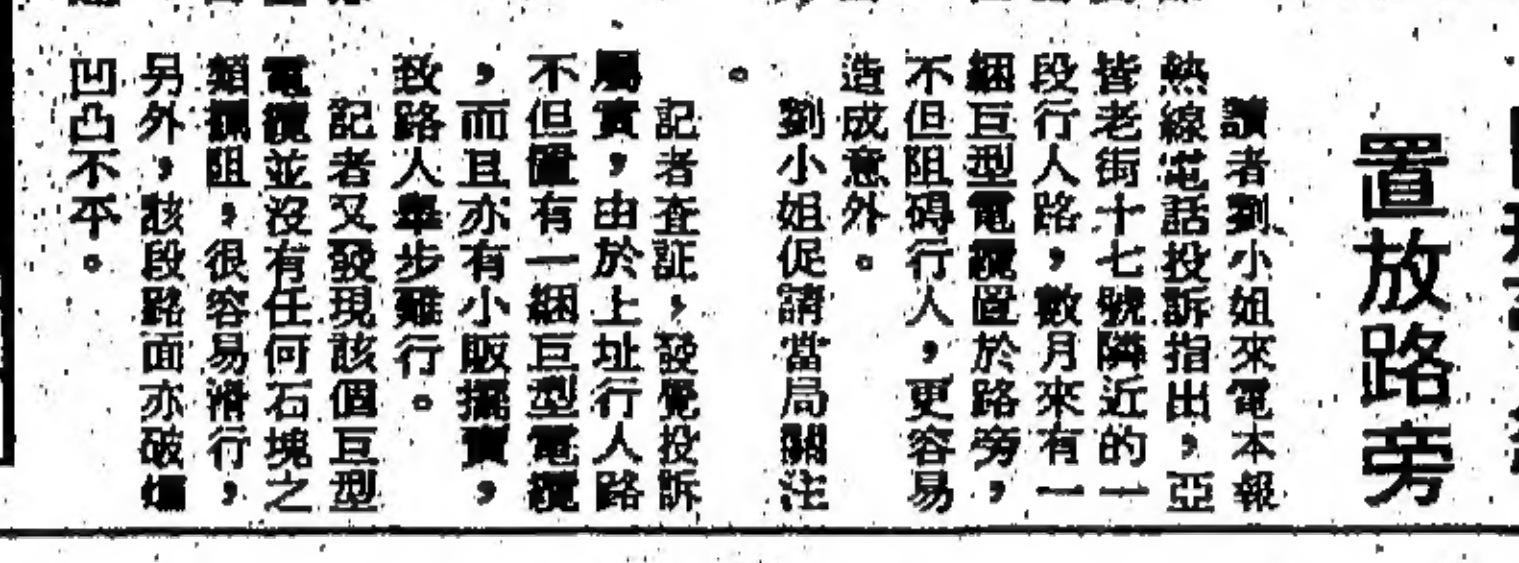 置放路旁
讀者劉小姐來電本報
熱線電話投訴指出，亞
皆老街十七號隣近的一
段行人路，數月來有一
綑巨型電纜置於路旁，
不但阻碍行人，更容易
造成意外。
劉小姐促請當局關注
。
記者查証，發覺投訴
屬實，由於上址行人路
不但置有一綑巨型電纜
，而且亦有小販擺賣，
致路人舉步難行。
記者又發現該個巨型
電纜並沒有任何石塊之
類攔阻，很容易滑行，
另外，該段路面亦破爛
凹凸不平。